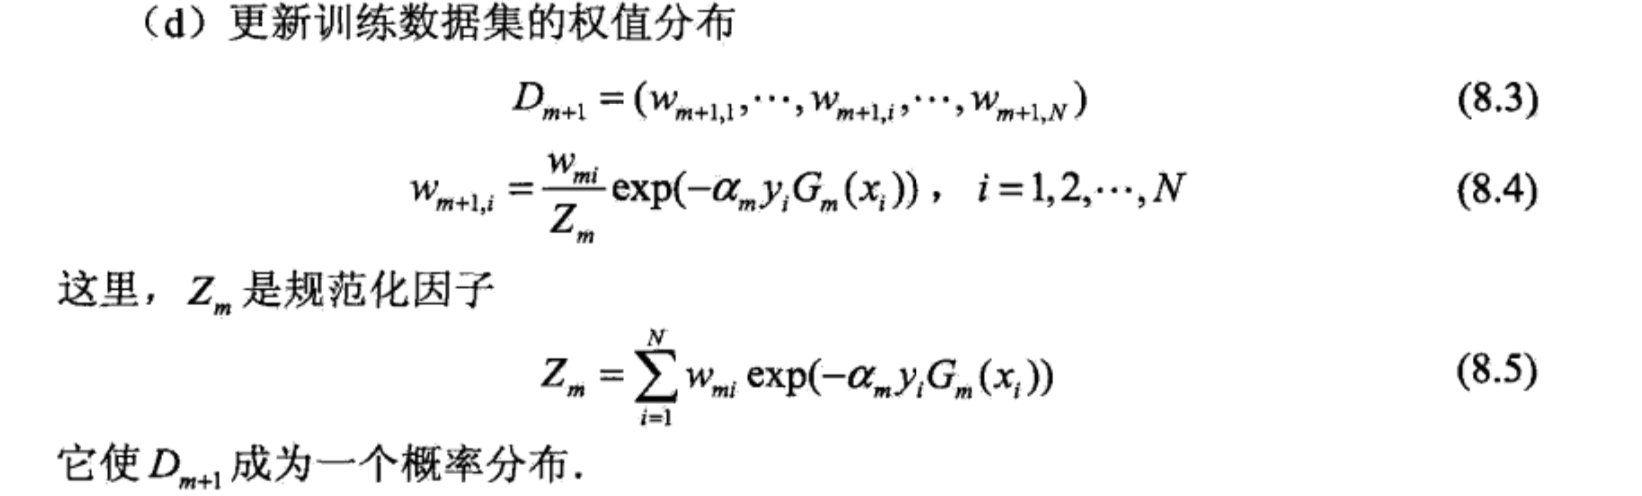 （d）更新训练数据集的权值分布
D_{m+1} = (w_{m+1,1}, ⋯, w_{m+1,i}, ⋯, w_{m+1,N}) (8.3)
w_{m+1,i} = \frac{w_{mi}}{Z_m} exp(−α_m y_i G_m(x_i)), i = 1, 2, ⋯, N (8.4)
这里，Z_m 是规范化因子
Z_m = \sum_{i=1}^{N} w_{mi} exp(−α_m y_i G_m(x_i)) (8.5)
它使 D_{m+1} 成为一个概率分布.